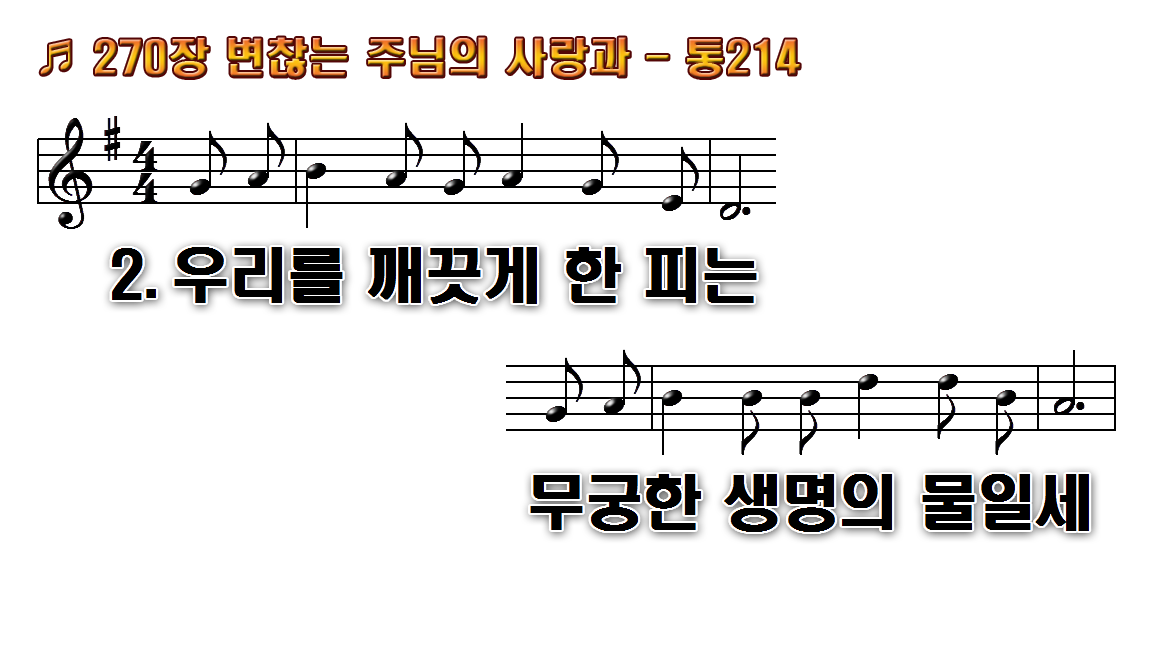 ♬ 270장 변찮는 주님의 사랑과 - 통214
2. 우리를 깨끗게 한 피는
무궁한 생명의 물일세